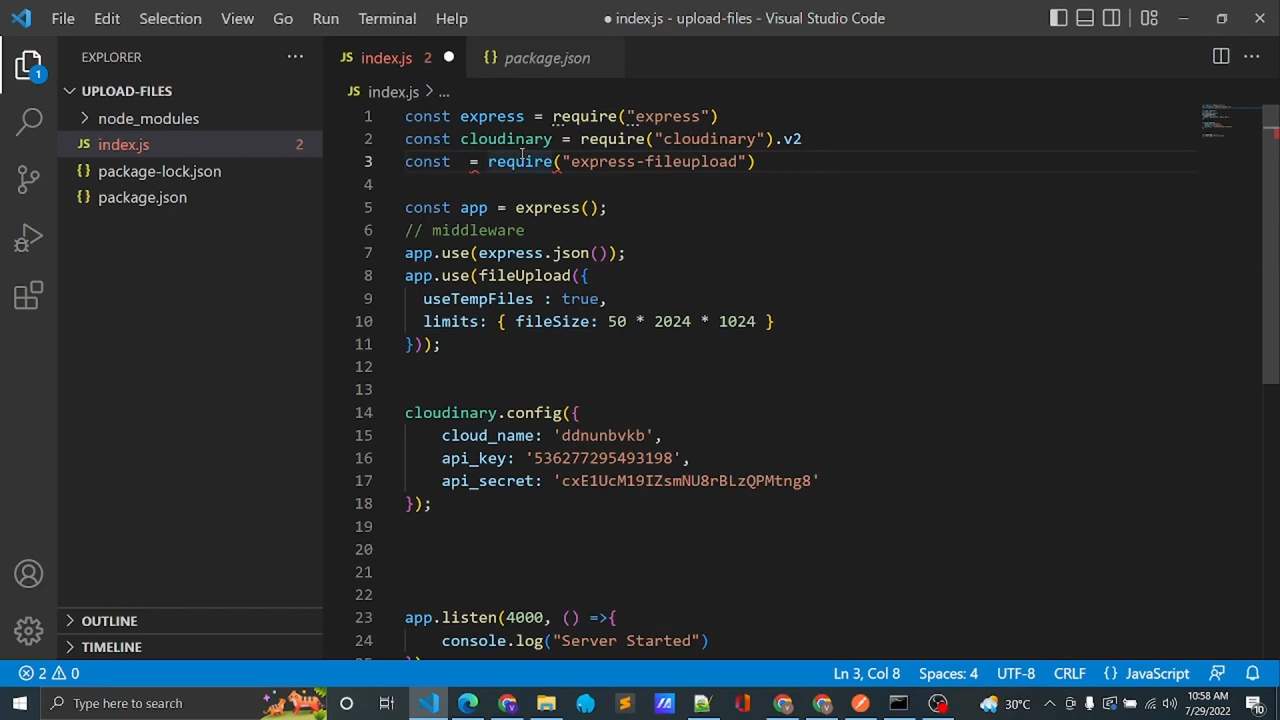 File Edit Selection View Go Run Terminal Help ● index.js - upload-files - Visual Studio Code
EXPLORER ···
JS index.js 2 ● {} package.json
UPLOAD-FILES
JS index.js > ...
node_modules
JS index.js 2
{} package-lock.json
{} package.json
1 const express = require("express")
2 const cloudinary = require("cloudinary").v2
3 const  = require("express-fileupload")
4
5 const app = express();
6 // middleware
7 app.use(express.json());
8 app.use(fileUpload({
9 useTempFiles : true,
10 limits: { fileSize: 50 * 2024 * 1024 }
11 }));
12
13
14 cloudinary.config({
15 cloud_name: 'ddnunbvkb',
16 api_key: '536277295493198',
17 api_secret: 'cxE1UcM19IZsmNU8rBLzQPMtng8'
18 });
19
20
21
22
23 app.listen(4000, () =>{
24 console.log("Server Started")
OUTLINE
TIMELINE
1
2 0 Ln 3, Col 8 Spaces: 4 UTF-8 CRLF {} JavaScript
Type here to search 30°C 10:58 AM
7/29/2022